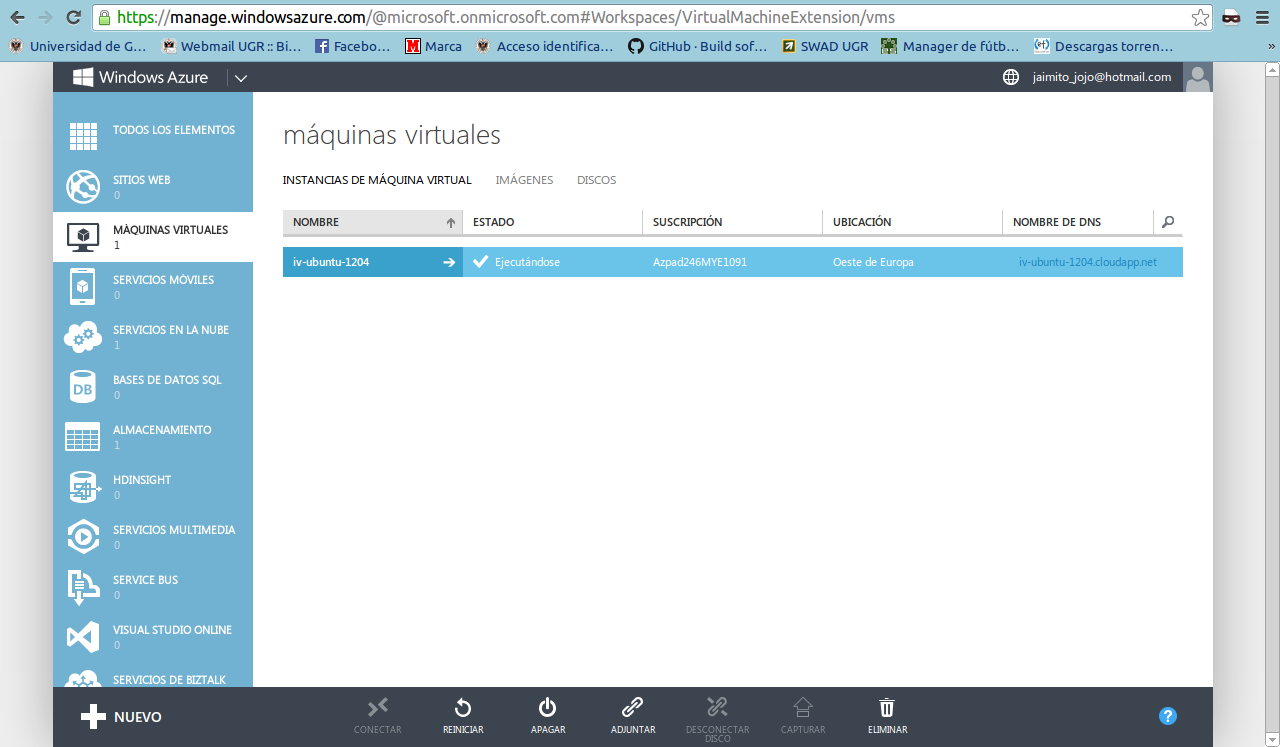 https://manage.windowsazure.com/@microsoft.onmicrosoft.com#Workspaces/VirtualMachineExtension/vms
Universidad de G... Webmail UGR :: Bi... Facebo... Marca Acceso identifica... GitHub · Build sof... SWAD UGR Manager de fútb... Descargas torren... »
Windows Azure
jaimito_jojo@hotmail.com
TODOS LOS ELEMENTOS
SITIOS WEB
0
MÁQUINAS VIRTUALES
1
SERVICIOS MÓVILES
0
SERVICIOS EN LA NUBE
1
DB
BASES DE DATOS SQL
0
ALMACENAMIENTO
1
HDINSIGHT
0
SERVICIOS MULTIMEDIA
0
SERVICE BUS
0
VISUAL STUDIO ONLINE
0
SERVICIOS DE BIZTALK
máquinas virtuales
INSTANCIAS DE MÁQUINA VIRTUAL IMÁGENES DISCOS
NOMBRE ESTADO SUSCRIPCIÓN UBICACIÓN NOMBRE DE DNS
iv-ubuntu-1204 Ejecutándose Azpad246MYE1091 Oeste de Europa iv-ubuntu-1204.cloudapp.net
NUEVO
CONECTAR
REINICIAR
APAGAR
ADJUNTAR
DESCONECTAR
DISCO
CAPTURAR
ELIMINAR
?